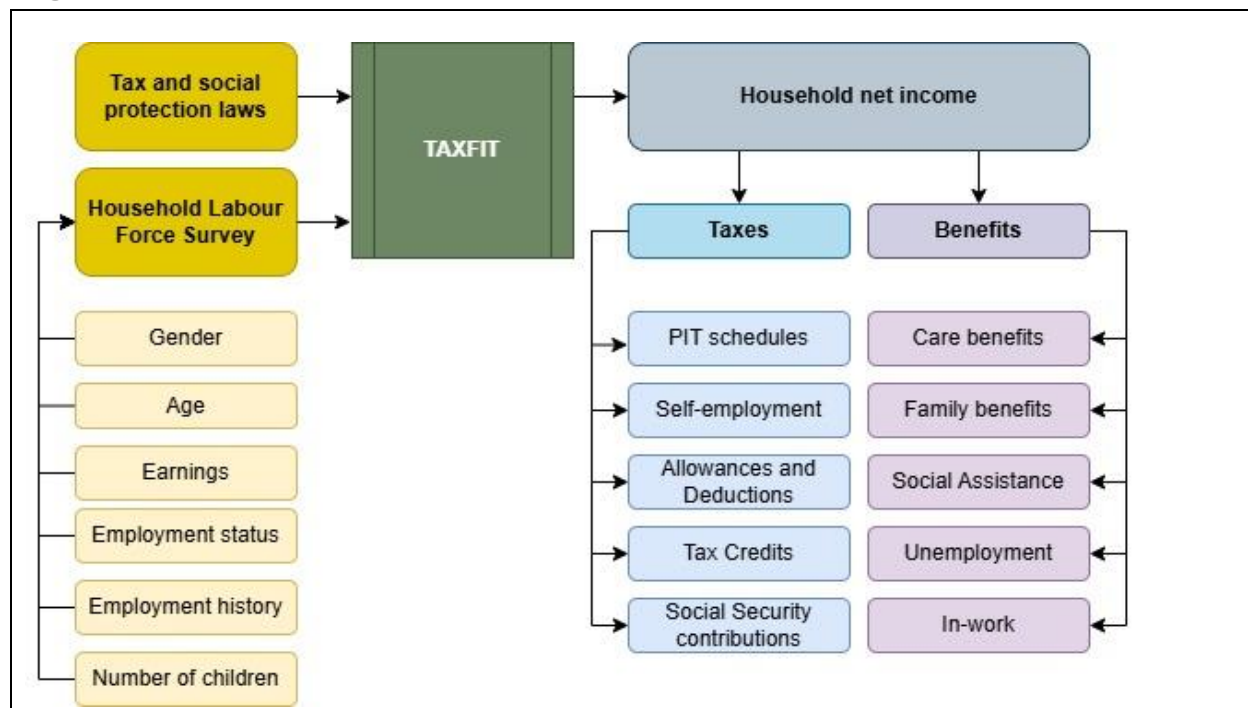 Tax and social
protection laws
TAXFIT
Household net income
Household Labour
Force Survey
Taxes
Benefits
Gender
PIT schedules
Care benefits
Age
Self-employment
Family benefits
Earnings
Allowances and
Deductions
Social Assistance
Employment status
Tax Credits
Unemployment
Employment history
Social Security
contributions
In-work
Number of children